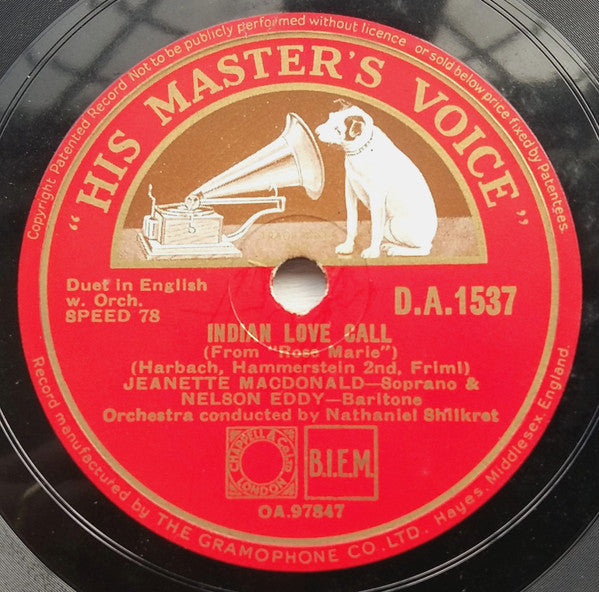 Copyright Patented Record Not to be publicly performed without licence or sold below price fixed by Patentees.
"HIS MASTER'S VOICE"
Duet in English
w. Orch.
SPEED 78
D.A.1537
INDIAN LOVE CALL
(From "Rose Marie")
(Harbach, Hammerstein 2nd, Friml)
JEANETTE MACDONALD—Soprano &
NELSON EDDY—Baritone
Orchestra conducted by Nathaniel Shilkret
CHAPPELL & Co LTD
LONDON
B.I.E.M.
OA.97847
Record manufactured by THE GRAMOPHONE CO., LTD., Hayes, Middlesex, England.